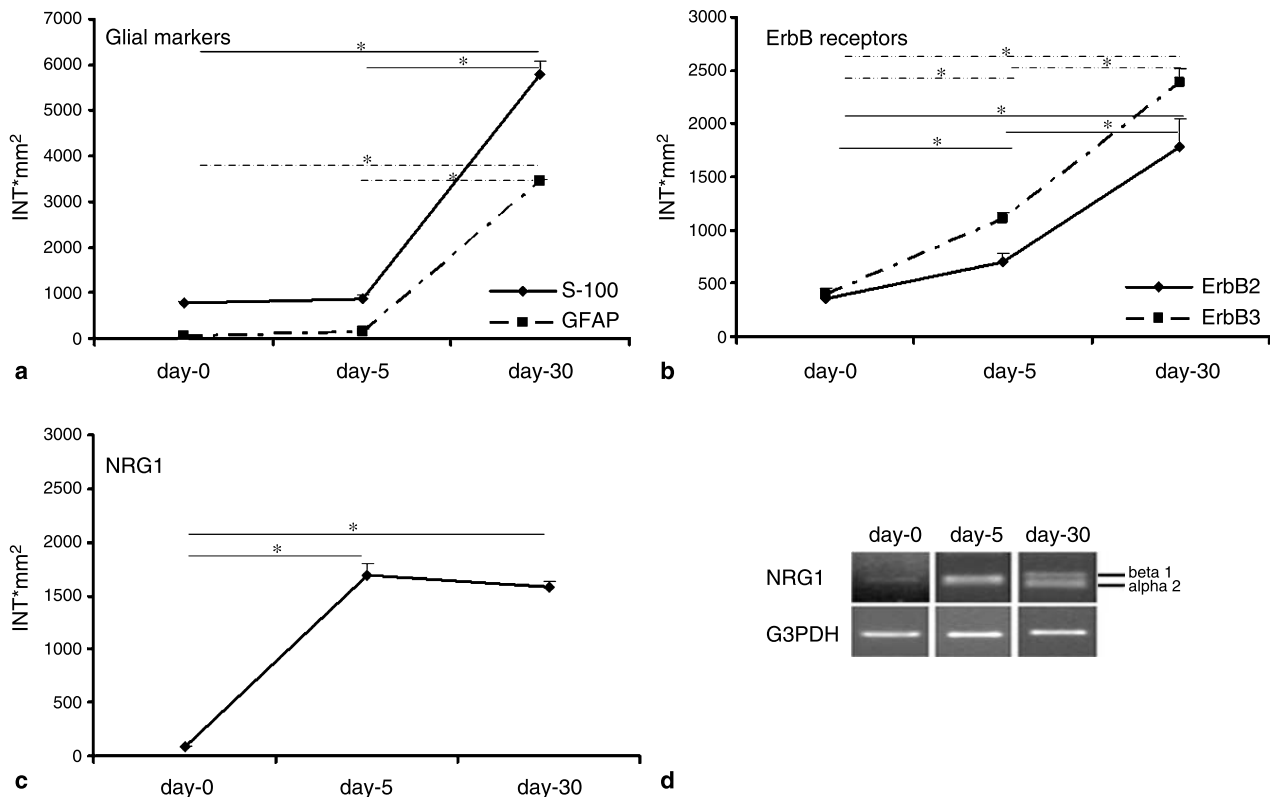 7000
Glial markers
6000
5000
4000
3000
2000
1000
0
INT*mm2
*
*
*
*
S-100
GFAP
day-0 day-5 day-30
a
3000
ErbB receptors
2500
2000
1500
1000
500
0
INT*mm2
*
*
*
*
*
*
ErbB2
ErbB3
day-0 day-5 day-30
b
3000
NRG1
2500
2000
1500
1000
500
0
INT*mm2
*
*
day-0 day-5 day-30
c
day-0 day-5 day-30
NRG1
beta 1
alpha 2
G3PDH
d